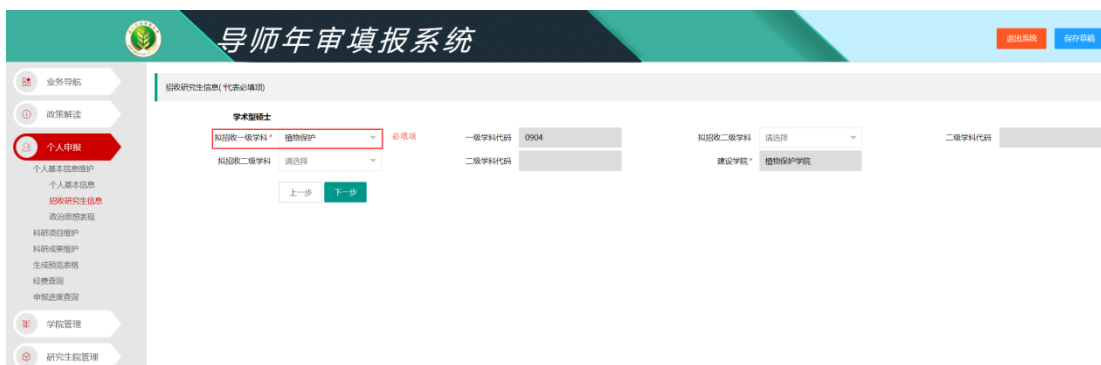 导师年审填报系统
退出系统
保存草稿
业务导航
政策解读
个人申报
个人基本信息维护
个人基本信息
招收研究生信息
政治思想表现
科研项目维护
科研成果维护
生成预览表格
经费查询
申报进度查询
学院管理
研究生院管理
招收研究生信息(*代表必填项)
学术型硕士
拟招收一级学科* 植物保护 必填项 一级学科代码 0904 拟招收二级学科 请选择 二级学科代码
拟招收二级学科 请选择 二级学科代码 建设学院* 植物保护学院
上一步 下一步